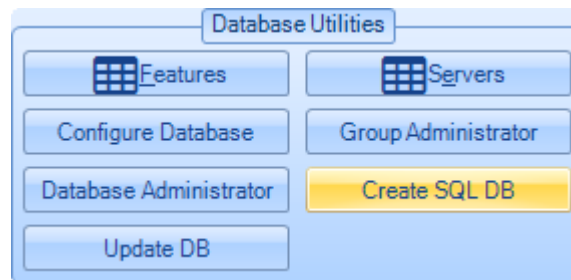 Database Utilities
Features
Servers
Configure Database
Group Administrator
Database Administrator
Create SQL DB
Update DB